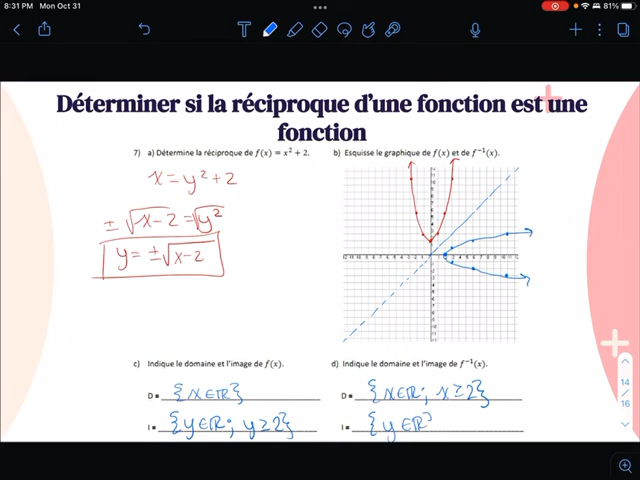 8:31 PM Mon Oct 31
81%
Déterminer si la réciproque d'une fonction est une
fonction
7) a) Détermine la réciproque de f(x) = x² + 2.
x = y² + 2
± √x-2 = √y²
y = ± √x-2
b) Esquisse le graphique de f(x) et de f⁻¹(x).
c) Indique le domaine et l'image de f(x).
D = {x∈ℝ}
I = {y∈ℝ; y≥2}
d) Indique le domaine et l'image de f⁻¹(x).
D = {x∈ℝ; x≥2}
I = {y∈ℝ}
14
/
16